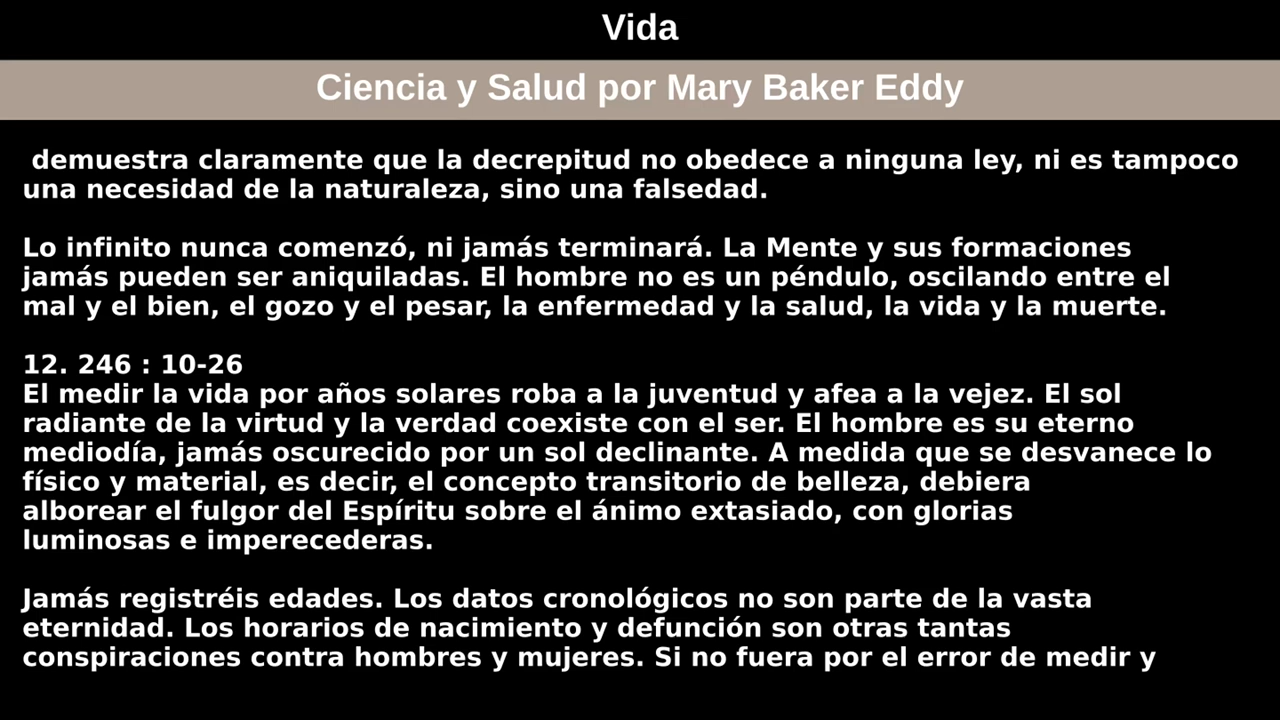 Vida
Ciencia y Salud por Mary Baker Eddy
demuestra claramente que la decrepitud no obedece a ninguna ley, ni es tampoco
una necesidad de la naturaleza, sino una falsedad.
Lo infinito nunca comenzó, ni jamás terminará. La Mente y sus formaciones
jamás pueden ser aniquiladas. El hombre no es un péndulo, oscilando entre el
mal y el bien, el gozo y el pesar, la enfermedad y la salud, la vida y la muerte.
12. 246 : 10-26
El medir la vida por años solares roba a la juventud y afea a la vejez. El sol
radiante de la virtud y la verdad coexiste con el ser. El hombre es su eterno
mediodía, jamás oscurecido por un sol declinante. A medida que se desvanece lo
físico y material, es decir, el concepto transitorio de belleza, debiera
alborear el fulgor del Espíritu sobre el ánimo extasiado, con glorias
luminosas e imperecederas.
Jamás registréis edades. Los datos cronológicos no son parte de la vasta
eternidad. Los horarios de nacimiento y defunción son otras tantas
conspiraciones contra hombres y mujeres. Si no fuera por el error de medir y